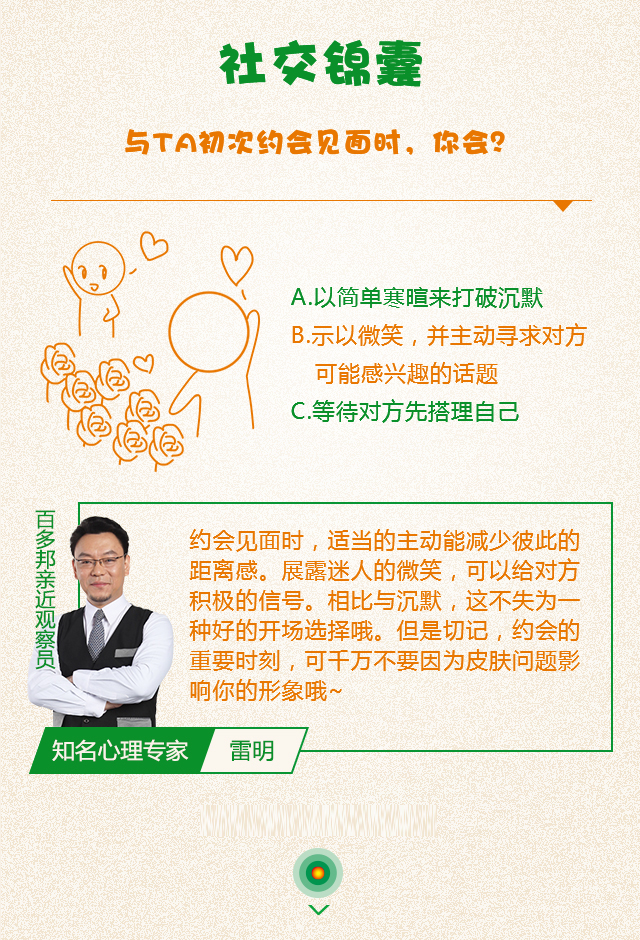 社交锦囊
与TA初次约会见面时，你会？
A.以简单寒暄来打破沉默
B.示以微笑，并主动寻求对方
可能感兴趣的话题
C.等待对方先搭理自己
百多邦亲近观察员
约会见面时，适当的主动能减少彼此的
距离感。展露迷人的微笑，可以给对方
积极的信号。相比与沉默，这不失为一
种好的开场选择哦。但是切记，约会的
重要时刻，可千万不要因为皮肤问题影
响你的形象哦~
知名心理专家
雷明